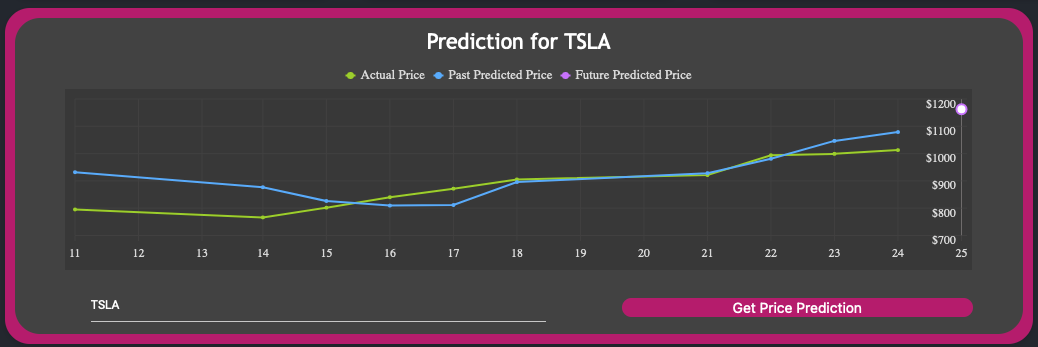 Prediction for TSLA
Actual Price Past Predicted Price Future Predicted Price
$1200
$1100
$1000
$900
$800
$700
11 12 13 14 15 16 17 18 19 20 21 22 23 24 25
TSLA
Get Price Prediction